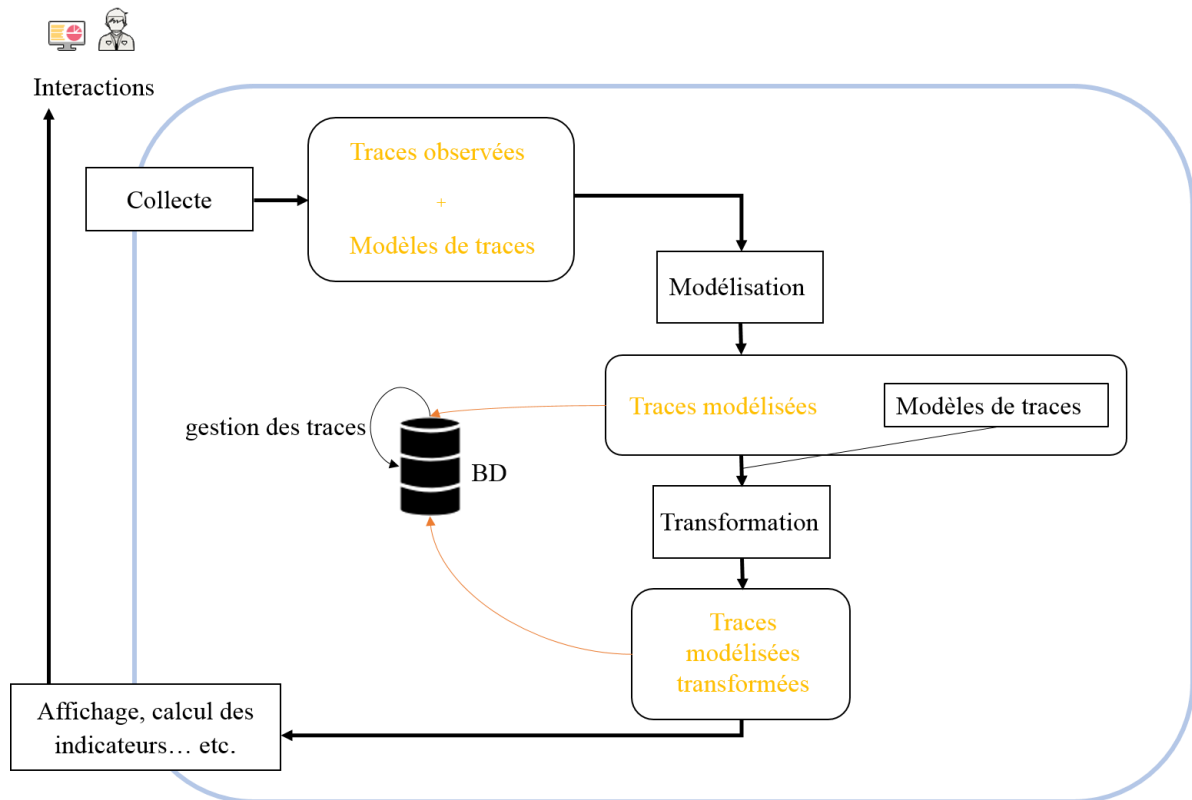 Interactions
Collecte
Traces observées
+
Modèles de traces
Modélisation
Traces modélisées
Modèles de traces
gestion des traces
BD
Transformation
Traces
modélisées
transformées
Affichage, calcul des
indicateurs… etc.